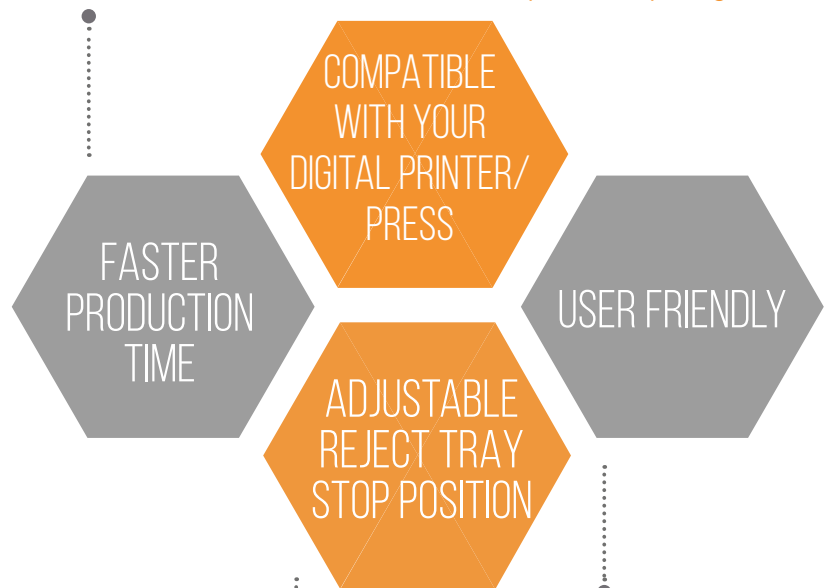 COMPATIBLE
WITH YOUR
DIGITAL PRINTER/
PRESS
FASTER
PRODUCTION
TIME
USER FRIENDLY
ADJUSTABLE
REJECT TRAY
STOP POSITION